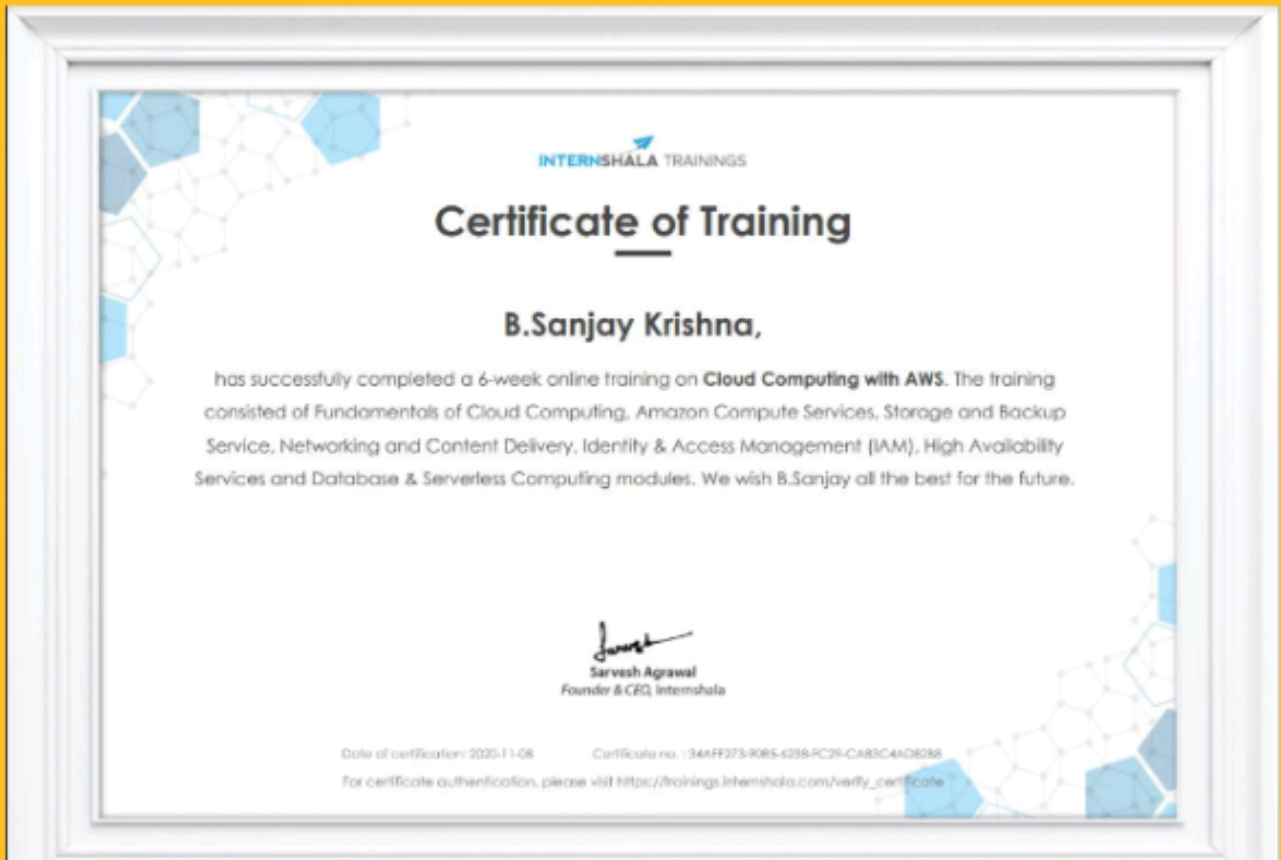 INTERNSHALA TRAININGS
Certificate of Training
B.Sanjay Krishna,
has successfully completed a 6-week online training on Cloud Computing with AWS. The training
consisted of Fundamentals of Cloud Computing, Amazon Compute Services, Storage and Backup
Service, Networking and Content Delivery, Identity & Access Management (IAM), High Availability
Services and Database & Serverless Computing modules. We wish B.Sanjay all the best for the future.
Sarvesh Agrawal
Founder & CEO, Internshala
Date of certification: 2020-11-08 Certificate no. :
For certificate authentication, please visit https://trainings.internshala.com/verify_certificate